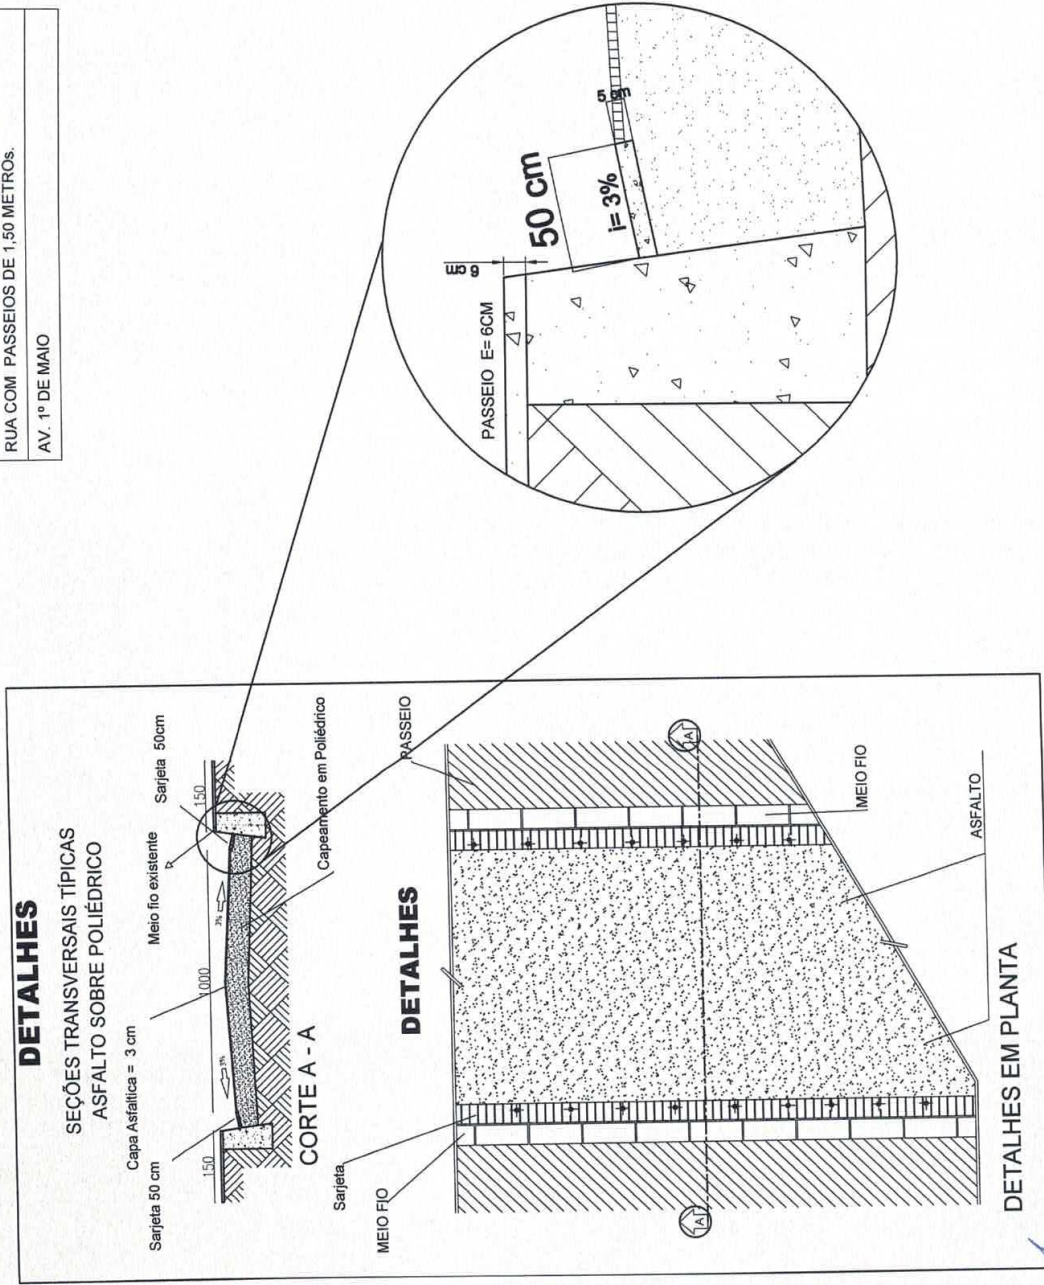 RUA COM PASSEIOS DE 1,50 METROs.
AV. 1º DE MAIO
DETALHES
SEÇÕES TRANSVERSAIS TÍPICAS
ASFALTO SOBRE POLIÉDRICO
Capa Asfaltica = 3 cm
Sarjeta 50 cm
Meio fio existente
Sarjeta 50cm
150
1000
150
3%
3%
Capeamento em Poliédrico
CORTE A - A
DETALHES
Sarjeta
MEIO FIO
PASSEIO
MEIO FIO
ASFALTO
A
A
DETALHES EM PLANTA
PASSEIO E= 6CM
6 cm
50 cm
i= 3%
5 cm